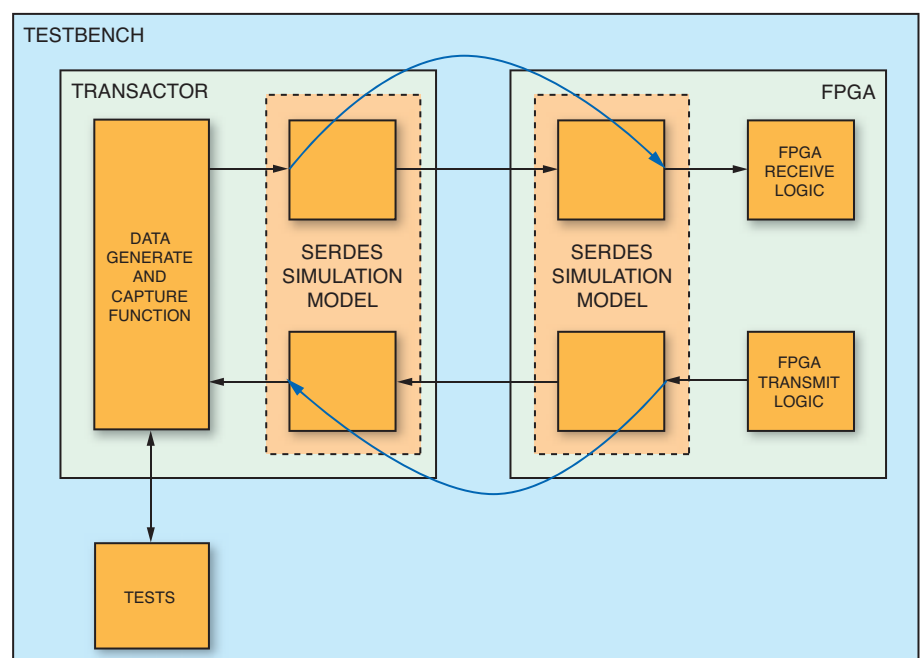 TESTBENCH
TRANSACTOR
FPGA
DATA
GENERATE
AND
CAPTURE
FUNCTION
SERDES
SIMULATION
MODEL
SERDES
SIMULATION
MODEL
FPGA
RECEIVE
LOGIC
FPGA
TRANSMIT
LOGIC
TESTS